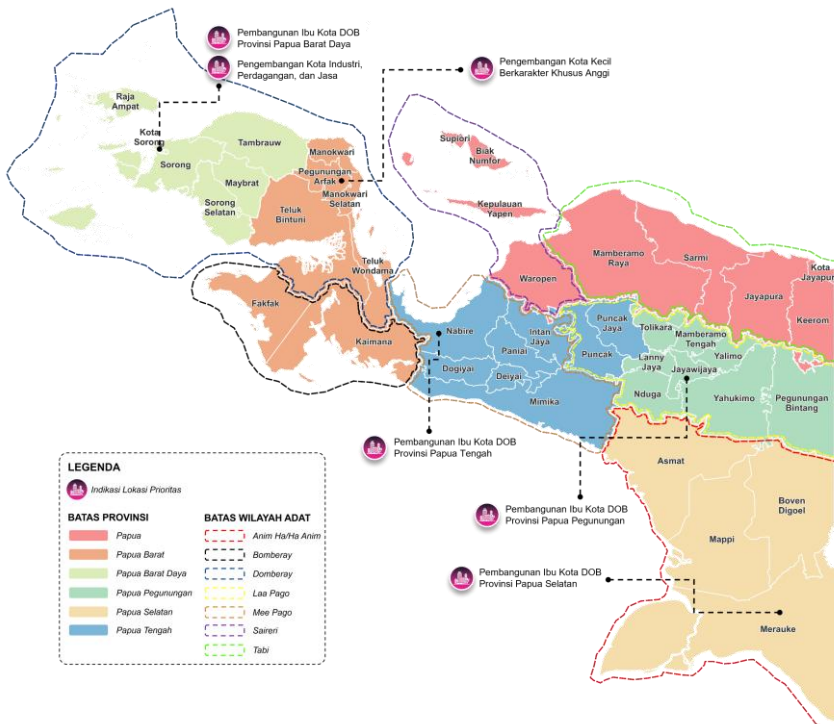 Pembangunan Ibu Kota DOB
Provinsi Papua Barat Daya
Pengembangan Kota Industri,
Perdagangan, dan Jasa
Pengembangan Kota Kecil
Berkarakter Khusus Anggi
Raja
Ampat
Kota
Sorong
Sorong
Tambrauw
Maybrat
Sorong
Selatan
Manokwari
Pegunungan
Arfak
Manokwari
Selatan
Teluk
Bintuni
Teluk
Wondama
Fakfak
Kaimana
Supiori
Biak
Numfor
Kepulauan
Yapen
Waropen
Mamberamo
Raya
Sarmi
Jayapura
Kota
Jayapura
Keerom
Nabire
Intan
Jaya
Paniai
Dogiyai
Deiyai
Mimika
Puncak
Jaya
Puncak
Tolikara
Mamberamo
Tengah
Lanny
Jaya
Yalimo
Jayawijaya
Nduga
Yahukimo
Pegunungan
Bintang
Pembangunan Ibu Kota DOB
Provinsi Papua Tengah
Pembangunan Ibu Kota DOB
Provinsi Papua Pegunungan
Pembangunan Ibu Kota DOB
Provinsi Papua Selatan
Asmat
Boven
Digoel
Mappi
Merauke
LEGENDA
Indikasi Lokasi Prioritas
BATAS PROVINSI
Papua
Papua Barat
Papua Barat Daya
Papua Pegunungan
Papua Selatan
Papua Tengah
BATAS WILAYAH ADAT
Anim Ha/Ha Anim
Bomberay
Domberay
Laa Pago
Mee Pago
Saireri
Tabi